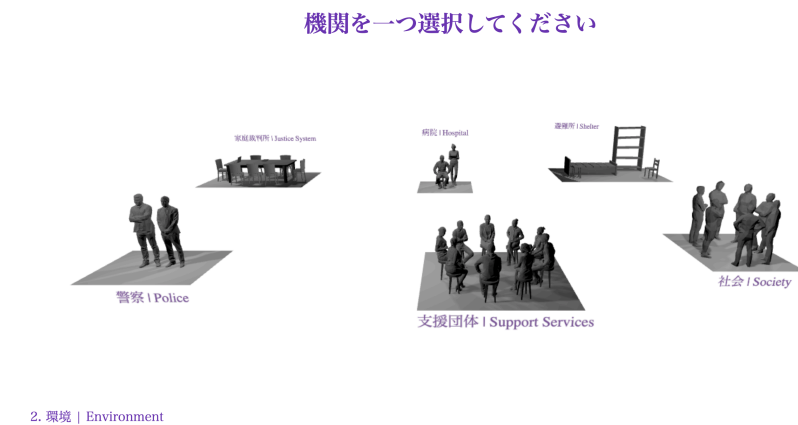 機関を一つ選択してください
家庭裁判所 | Justice System
病院 | Hospital
避難所 | Shelter
警察 | Police
支援団体 | Support Services
社会 | Society
2. 環境 | Environment